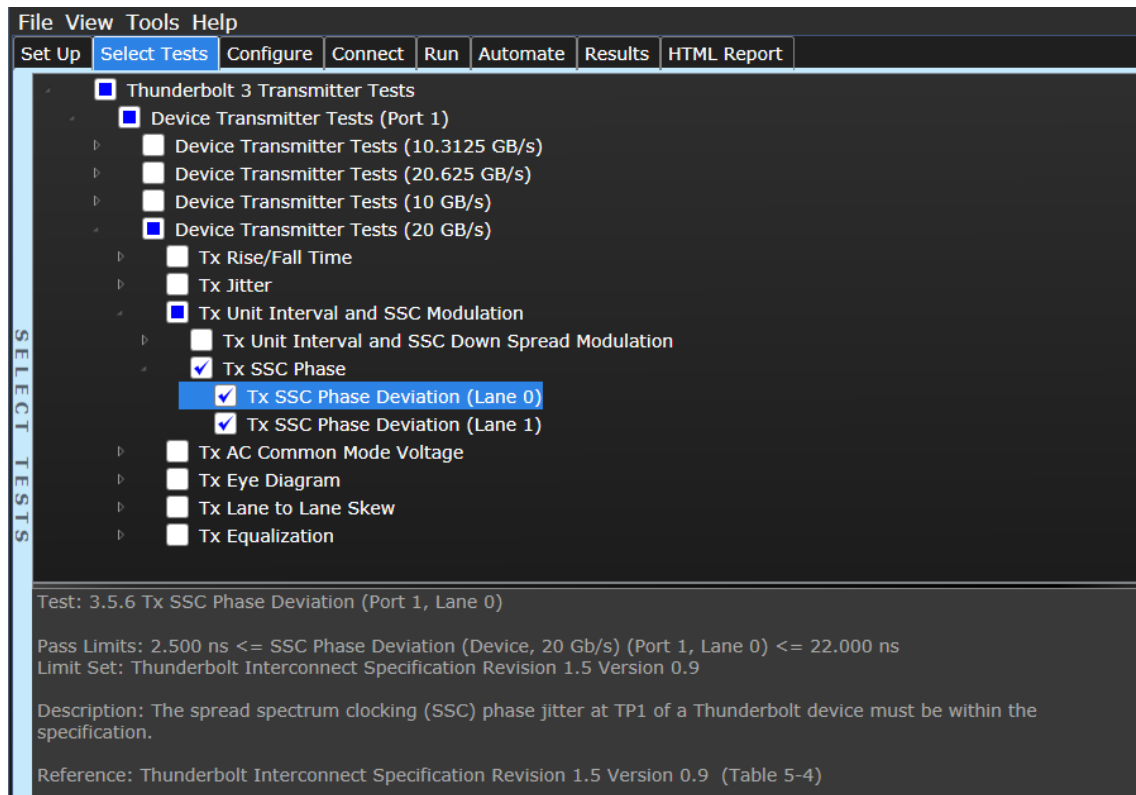 File View Tools Help
Set Up Select Tests Configure Connect Run Automate Results HTML Report
Thunderbolt 3 Transmitter Tests
Device Transmitter Tests (Port 1)
Device Transmitter Tests (10.3125 GB/s)
Device Transmitter Tests (20.625 GB/s)
Device Transmitter Tests (10 GB/s)
Device Transmitter Tests (20 GB/s)
Tx Rise/Fall Time
Tx Jitter
Tx Unit Interval and SSC Modulation
Tx Unit Interval and SSC Down Spread Modulation
Tx SSC Phase
Tx SSC Phase Deviation (Lane 0)
Tx SSC Phase Deviation (Lane 1)
Tx AC Common Mode Voltage
Tx Eye Diagram
Tx Lane to Lane Skew
Tx Equalization
SELECT TESTS
Test: 3.5.6 Tx SSC Phase Deviation (Port 1, Lane 0)
Pass Limits: 2.500 ns <= SSC Phase Deviation (Device, 20 Gb/s) (Port 1, Lane 0) <= 22.000 ns
Limit Set: Thunderbolt Interconnect Specification Revision 1.5 Version 0.9
Description: The spread spectrum clocking (SSC) phase jitter at TP1 of a Thunderbolt device must be within the
specification.
Reference: Thunderbolt Interconnect Specification Revision 1.5 Version 0.9 (Table 5-4)